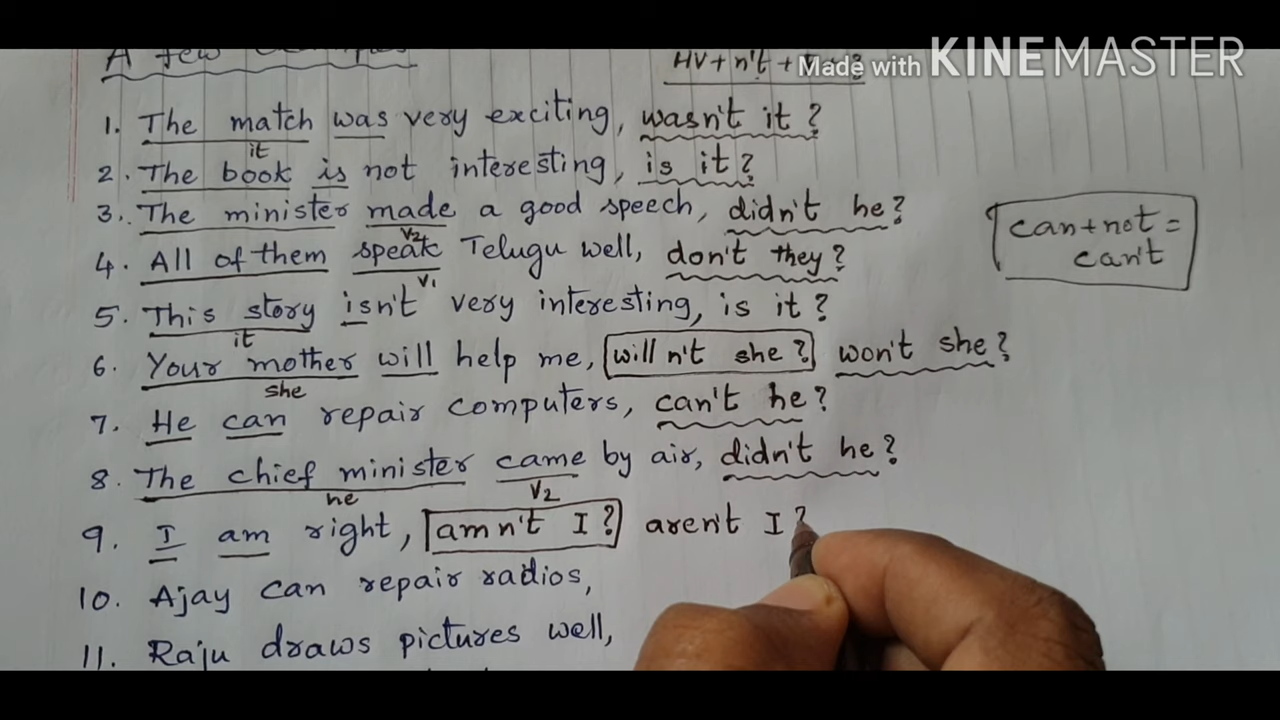 A few
HV + n't + ?
Made with KINEMASTER
1. The match was very exciting, wasn't it?
it
2. The book is not interesting, is it?
3. The minister made a good speech, didn't he?
V2
4. All of them speak Telugu well, don't they?
V1
can + not =
can't
5. This story isn't very interesting, is it?
it
6. Your mother will help me, will n't she? won't she?
she
7. He can repair computers, can't he?
8. The chief minister came by air, didn't he?
he V2
9. I am right, amn't I? aren't I?
10. Ajay can repair radios,
11. Raju draws pictures well,